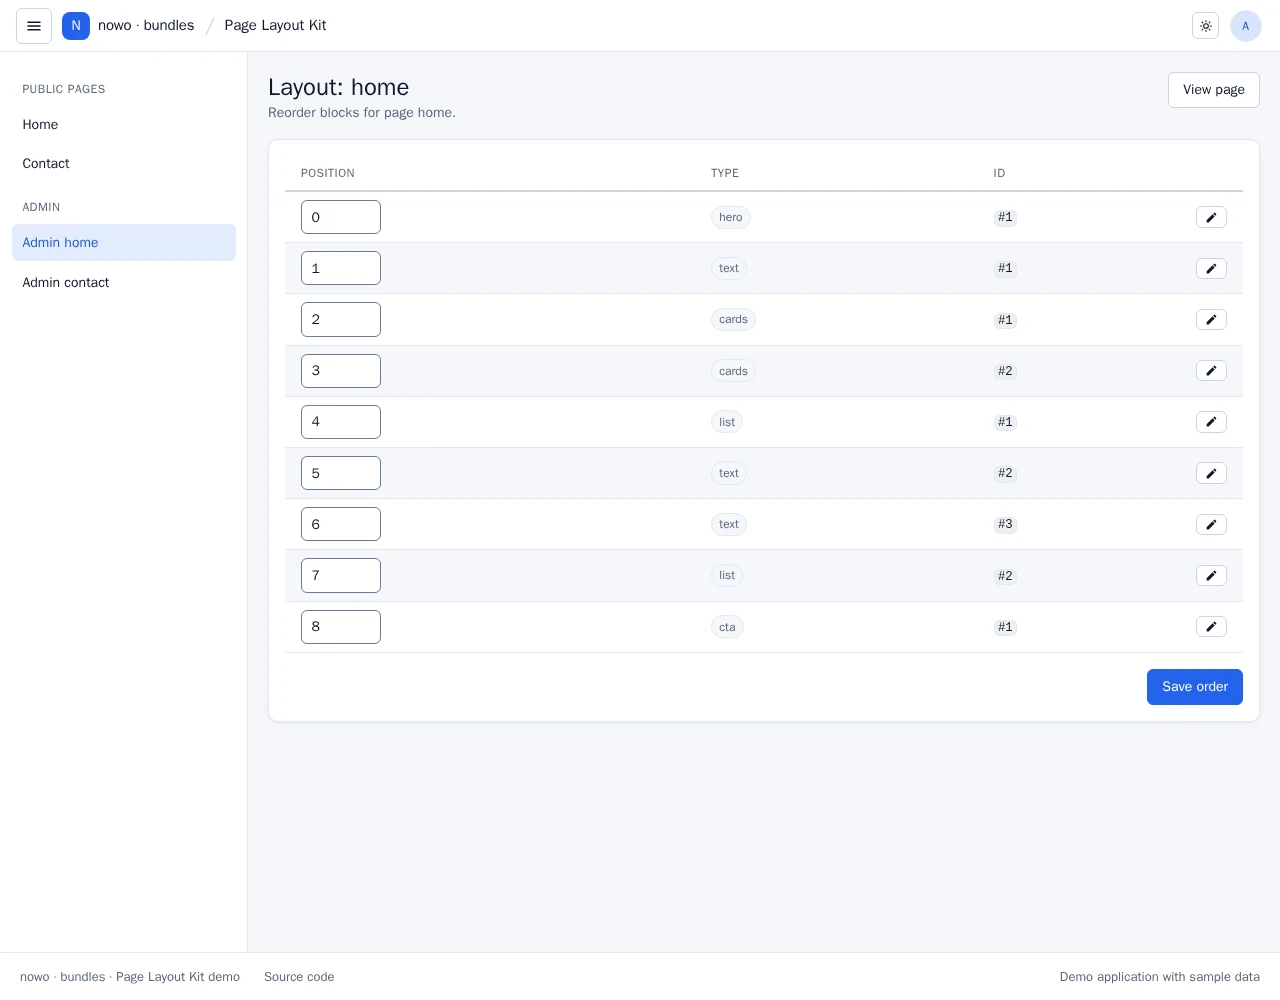 N nowo · bundles / Page Layout Kit
A
PUBLIC PAGES
Home
Contact
ADMIN
Admin home
Admin contact
Layout: home
Reorder blocks for page home.
View page
POSITION TYPE ID
0 hero #1
1 text #1
2 cards #1
3 cards #2
4 list #1
5 text #2
6 text #3
7 list #2
8 cta #1
Save order
nowo · bundles · Page Layout Kit demo Source code Demo application with sample data